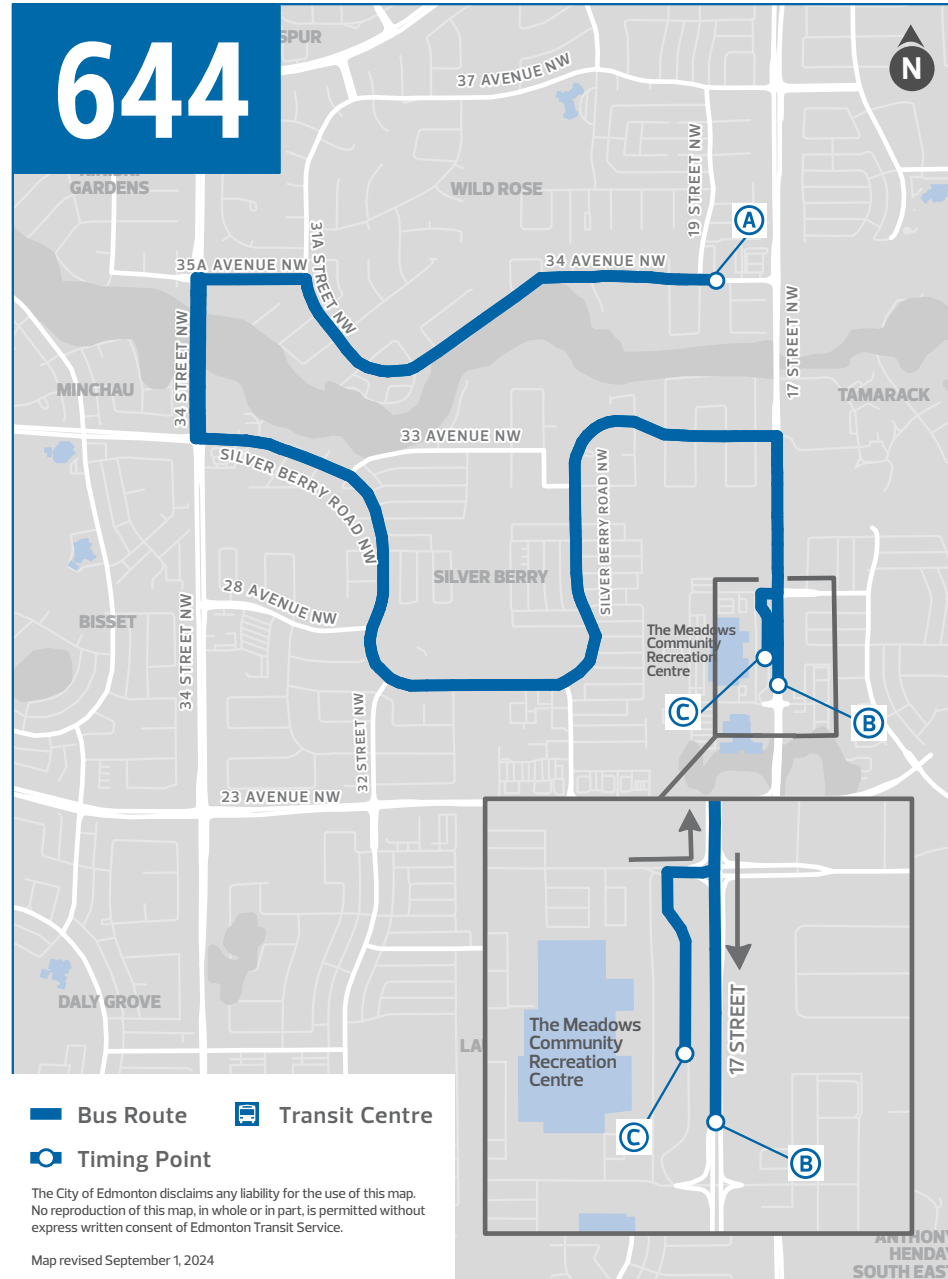 644
SPUR
37 AVENUE NW
N
GARDENS
WILD ROSE
19 STREET NW
A
31A STREET NW
35A AVENUE NW
34 AVENUE NW
34 STREET NW
17 STREET NW
MINCHAU
TAMARACK
33 AVENUE NW
SILVER BERRY ROAD NW
SILVER BERRY ROAD NW
SILVER BERRY
28 AVENUE NW
BISSET
The Meadows
Community
Recreation
Centre
34 STREET NW
C
B
32 STREET NW
23 AVENUE NW
DALY GROVE
LA
The Meadows
Community
Recreation
Centre
17 STREET
C
B
Bus Route
Transit Centre
Timing Point
The City of Edmonton disclaims any liability for the use of this map.
No reproduction of this map, in whole or in part, is permitted without
express written consent of Edmonton Transit Service.
Map revised September 1, 2024
ANTHONY
HENDAY
SOUTH EAS